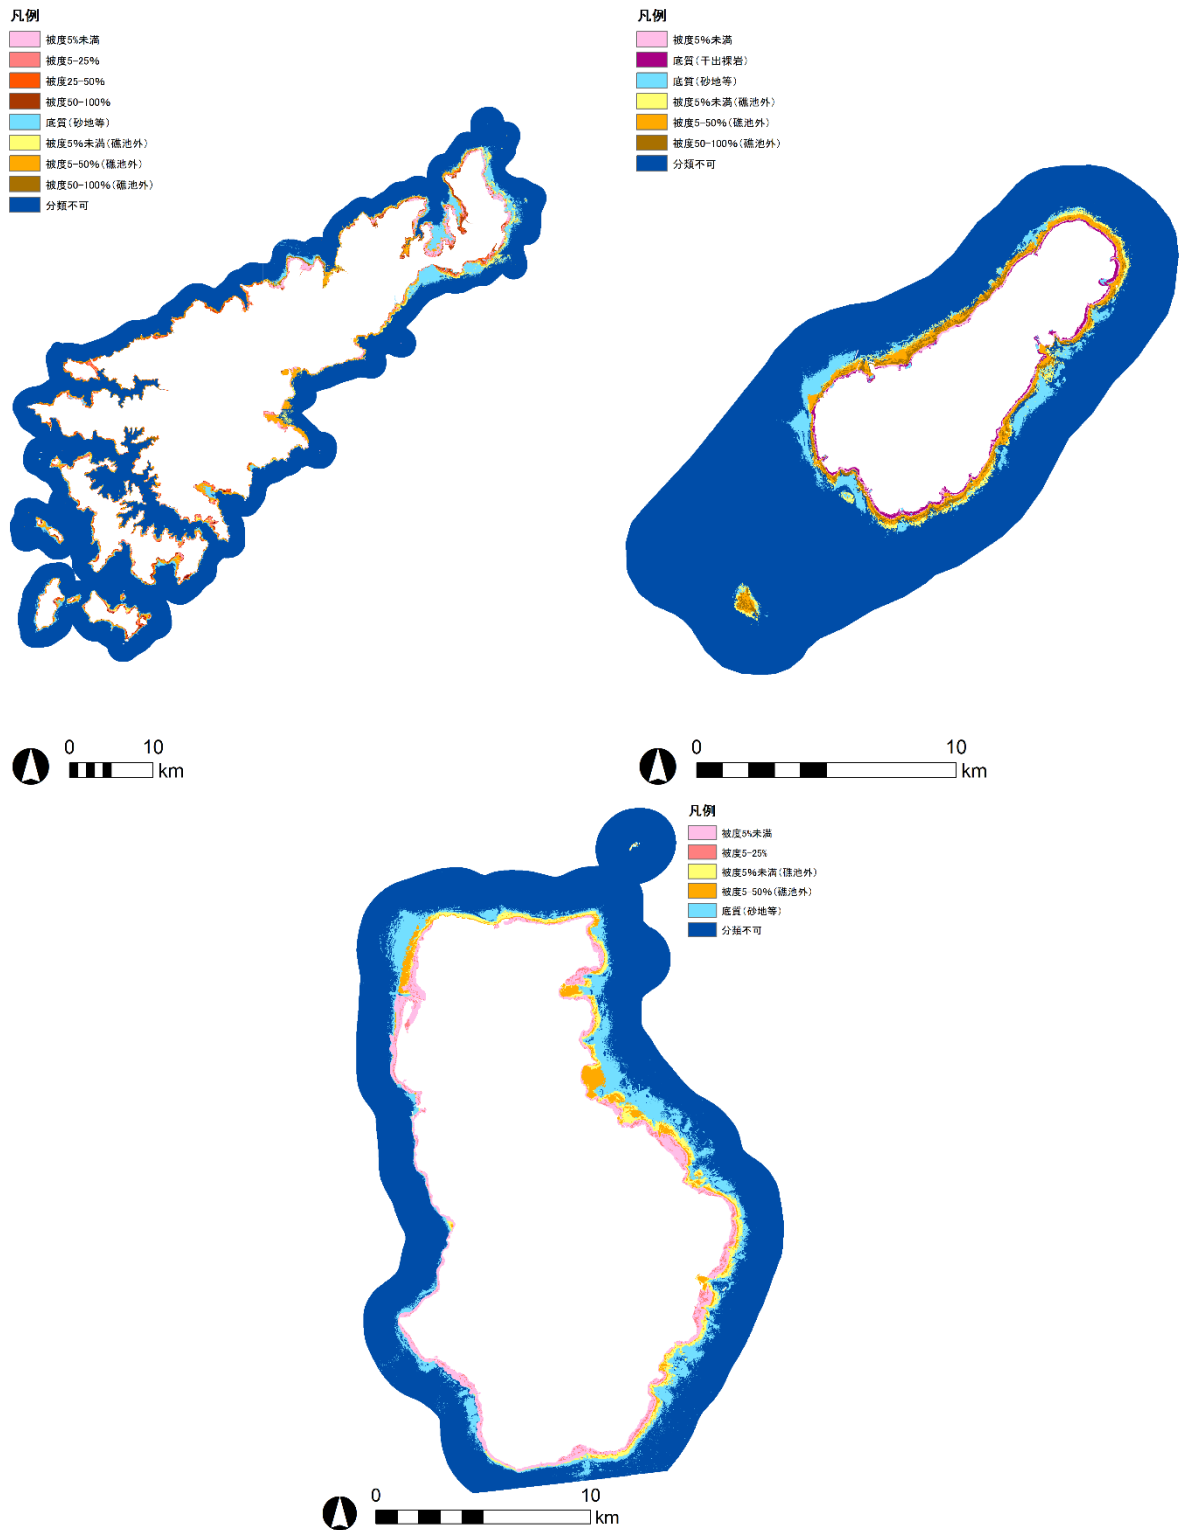 凡例
被度5%未満
被度5-25%
被度25-50%
被度50-100%
底質(砂地等)
被度5%未満(礁池外)
被度5-50%(礁池外)
被度50-100%(礁池外)
分類不可
0 10
km
凡例
被度5%未満
底質(干出裸岩)
底質(砂地等)
被度5%未満(礁池外)
被度5-50%(礁池外)
被度50-100%(礁池外)
分類不可
0 10
km
凡例
被度5%未満
被度5-25%
被度5%未満(礁池外)
被度5-50%(礁池外)
底質(砂地等)
分類不可
0 10
km